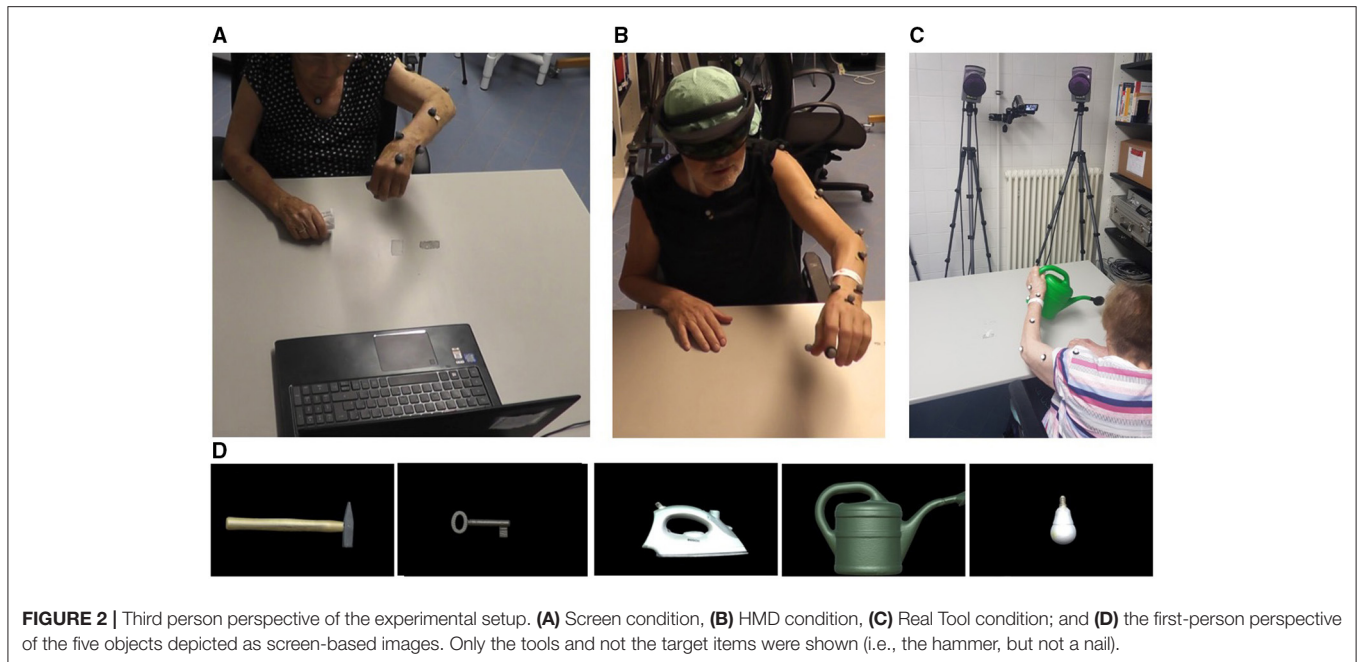 A
B
C
D
FIGURE 2 | Third person perspective of the experimental setup. (A) Screen condition, (B) HMD condition, (C) Real Tool condition; and (D) the first-person perspective
of the five objects depicted as screen-based images. Only the tools and not the target items were shown (i.e., the hammer, but not a nail).